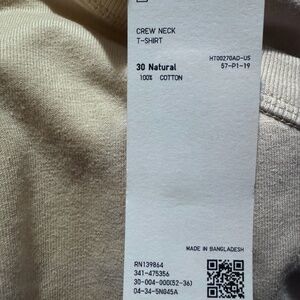 CREW NECK
T-SHIRT
HT00270AD-US
30 Natural 57-P1-19
100% COTTON
MADE IN BANGLADESH
RN139864
341-475356
30-004-000(52-36)
04-34-5N045A